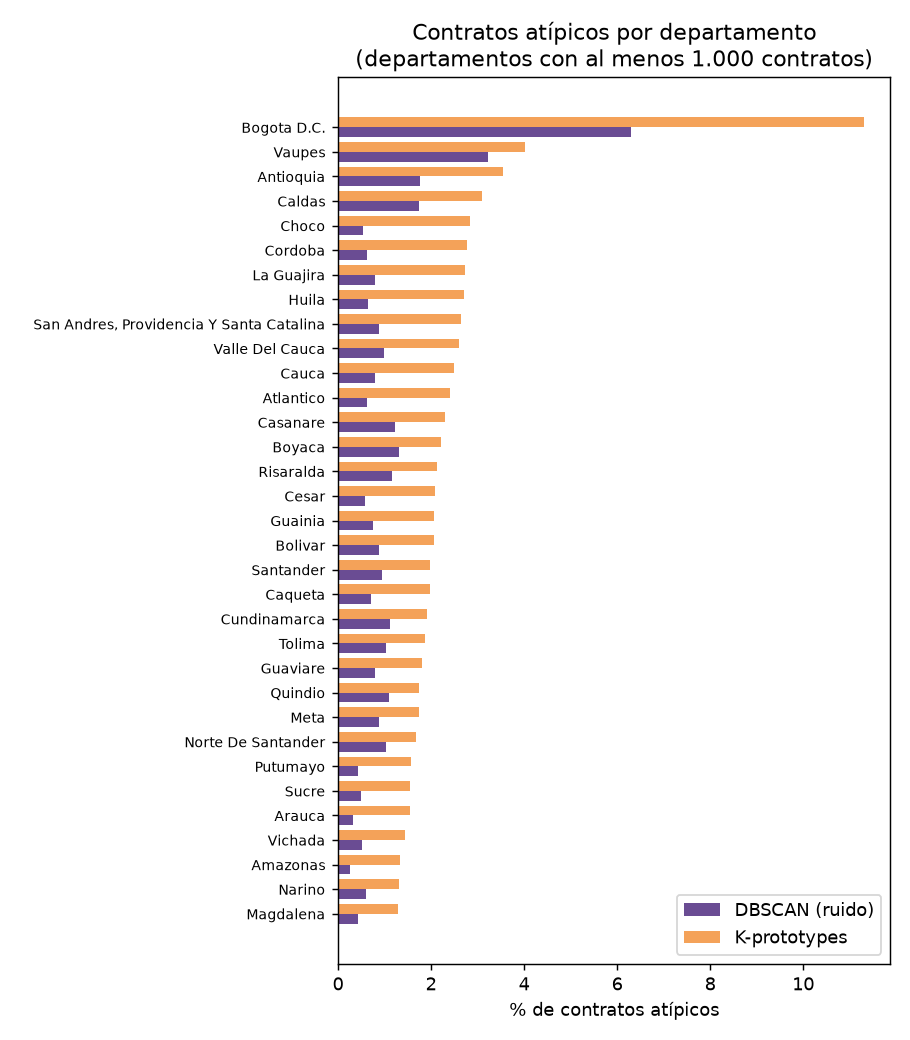 Contratos atípicos por departamento
(departamentos con al menos 1.000 contratos)
Bogota D.C.
Vaupes
Antioquia
Caldas
Choco
Cordoba
La Guajira
Huila
San Andres, Providencia Y Santa Catalina
Valle Del Cauca
Cauca
Atlantico
Casanare
Boyaca
Risaralda
Cesar
Guainia
Bolivar
Santander
Caqueta
Cundinamarca
Tolima
Guaviare
Quindio
Meta
Norte De Santander
Putumayo
Sucre
Arauca
Vichada
Amazonas
Narino
Magdalena
DBSCAN (ruido)
K-prototypes
0 2 4 6 8 10
% de contratos atípicos